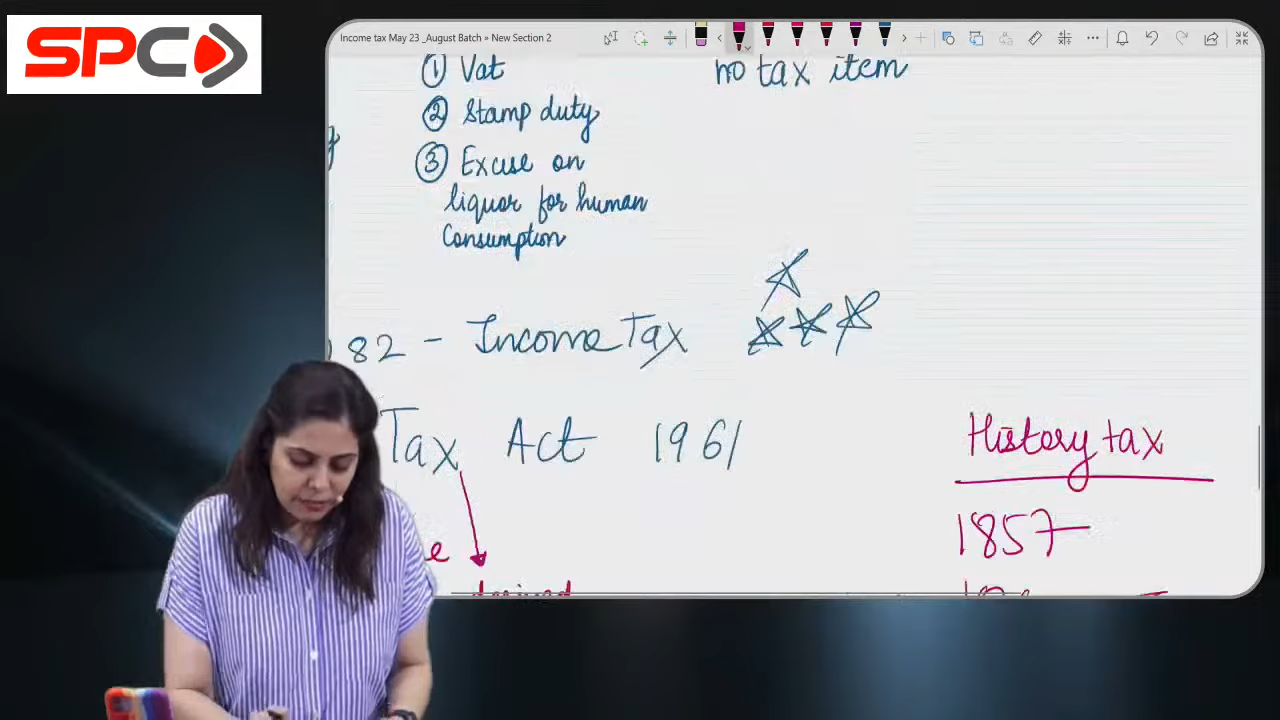 SPC
Income tax May 23 _August Batch » New Section 2
① Vat
no tax item
② Stamp duty
③ Excise on
liquor for human
Consumption
82 - Income Tax
Tax Act 1961
History tax
1857
e
derived